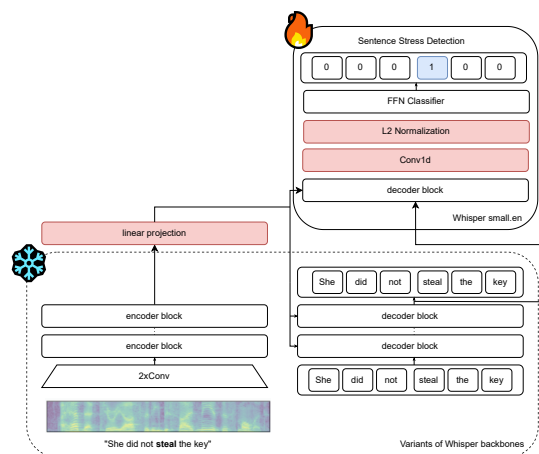 Sentence Stress Detection
0 0 0 1 0 0
FFN Classifier
L2 Normalization
Conv1d
decoder block
Whisper small.en
linear projection
She did not steal the key
encoder block
decoder block
encoder block
decoder block
2xConv
She did not steal the key
"She did not steal the key"
Variants of Whisper backbones